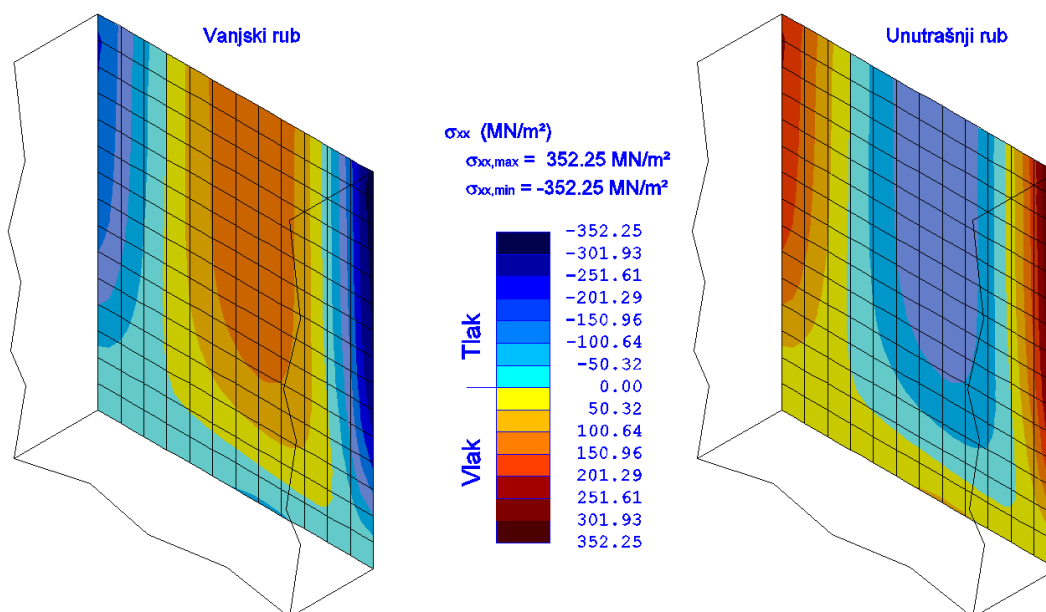 Vanjski rub
Unutrašnji rub
σxx (MN/m²)
σxx,max = 352.25 MN/m²
σxx,min = -352.25 MN/m²
Tlak
Vlak
-352.25
-301.93
-251.61
-201.29
-150.96
-100.64
-50.32
0.00
50.32
100.64
150.96
201.29
251.61
301.93
352.25